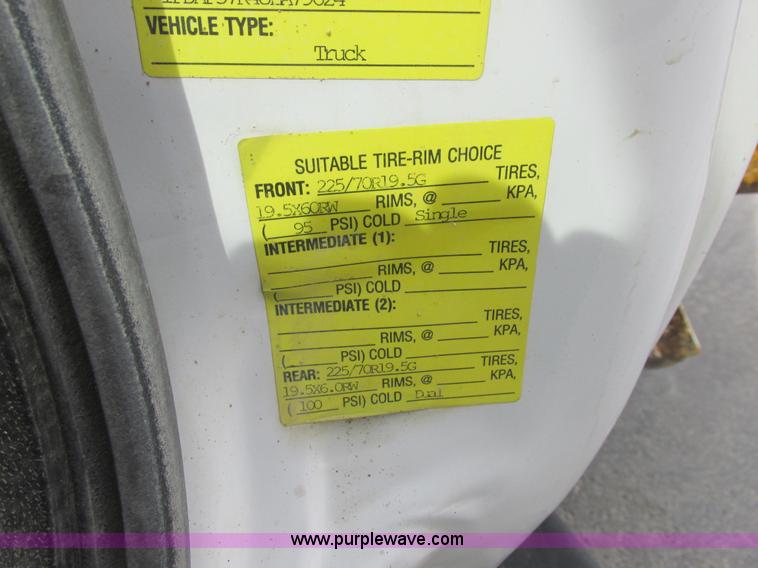 VEHICLE TYPE:
Truck
SUITABLE TIRE-RIM CHOICE
FRONT: 225/70R19.5G TIRES,
19.5X60RW RIMS, @ KPA,
( 95 PSI) COLD Single
INTERMEDIATE (1):
TIRES,
RIMS, @ KPA,
( PSI) COLD
INTERMEDIATE (2):
TIRES,
RIMS, @ KPA,
( PSI) COLD
REAR: 225/70R19.5G TIRES,
19.5X6.0RW RIMS, @ KPA,
( 100 PSI) COLD Dual
www.purplewave.com